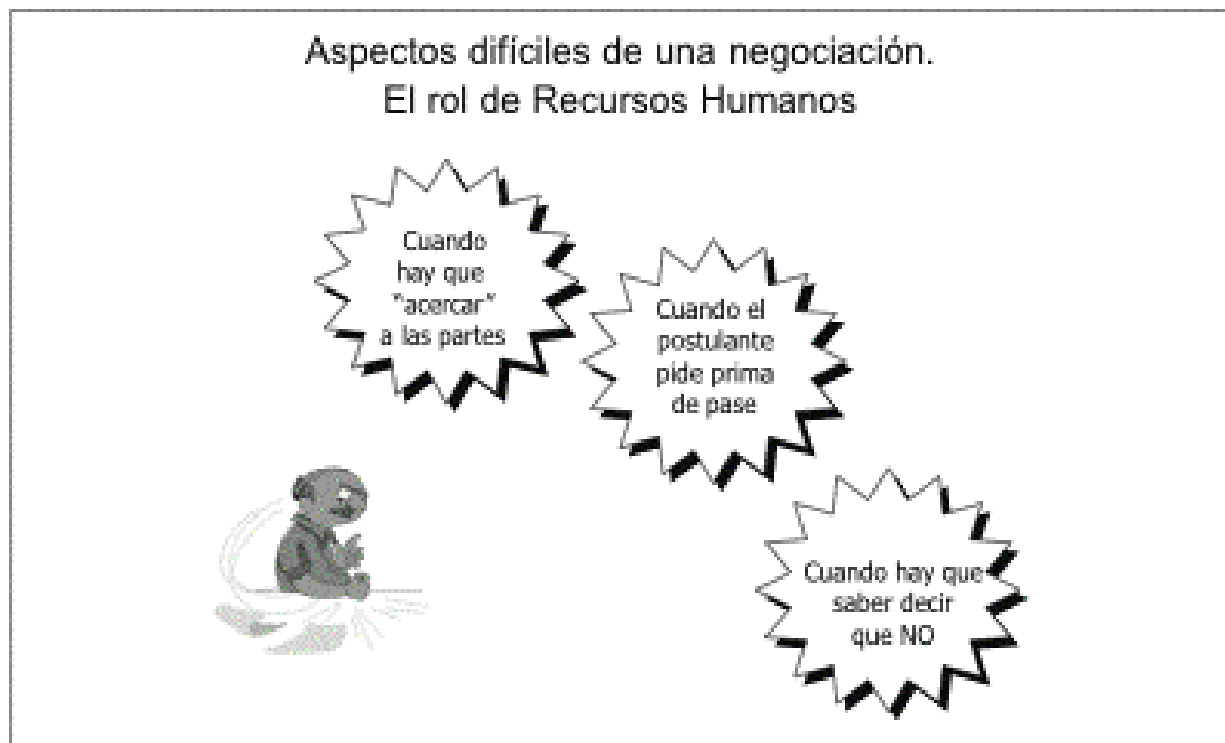 Aspectos difíciles de una negociación.
El rol de Recursos Humanos
Cuando
hay que
"acercar"
a las partes
Cuando el
postulante
pide prima
de pase
Cuando hay que
saber decir
que NO